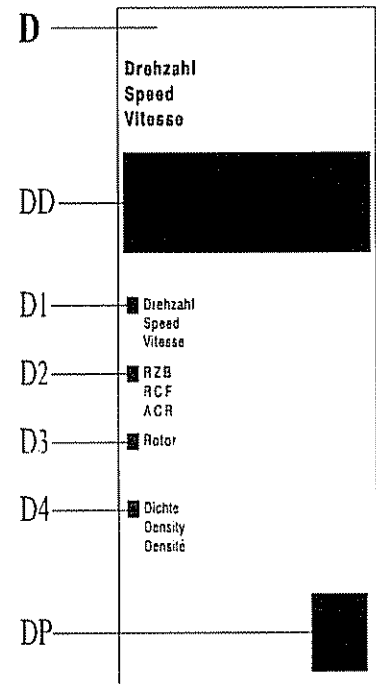 D
Drehzahl
Speed
Vitesse
DD
D1
Drehzahl
Speed
Vitesse
D2
RZB
RCF
ACR
D3
Rotor
D4
Dichte
Density
Densité
DP